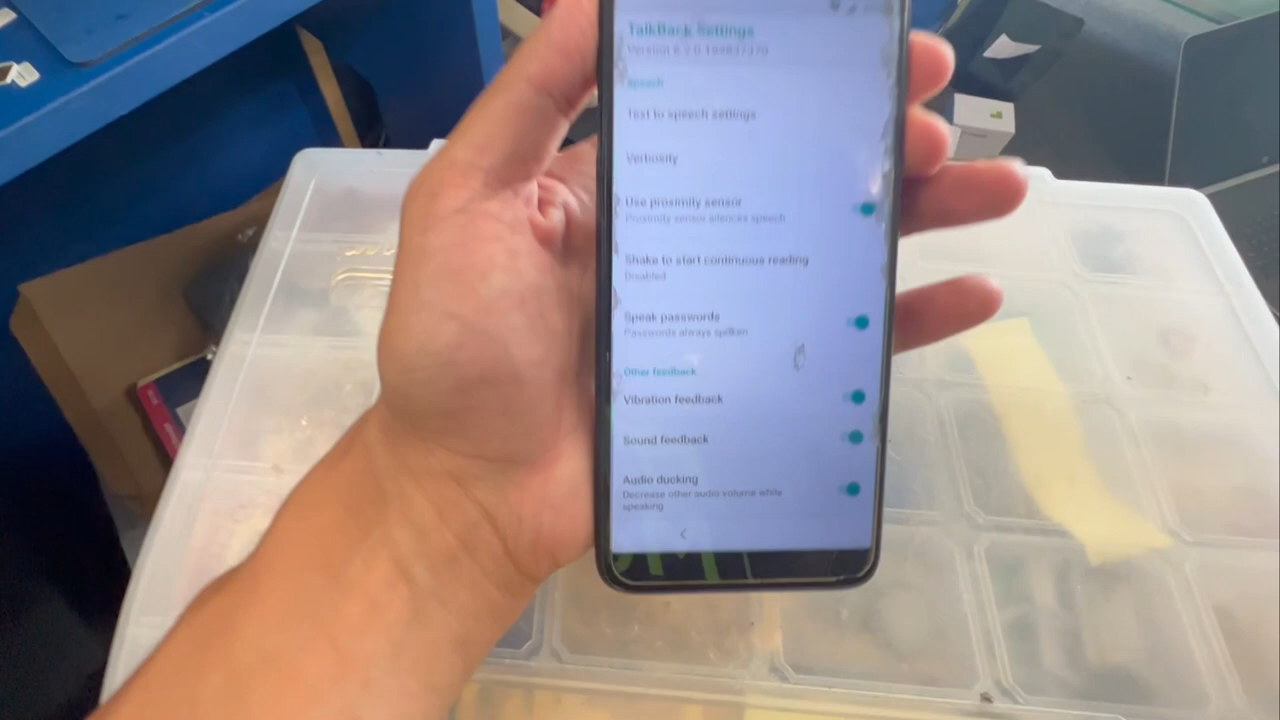 TalkBack Settings
Speech
Text to speech settings
Verbosity
Use proximity sensor
Proximity sensor silences speech
Shake to start continuous reading
Disabled
Speak passwords
Passwords always spoken
Other feedback
Vibration feedback
Sound feedback
Audio ducking
Decrease other audio volume while
speaking